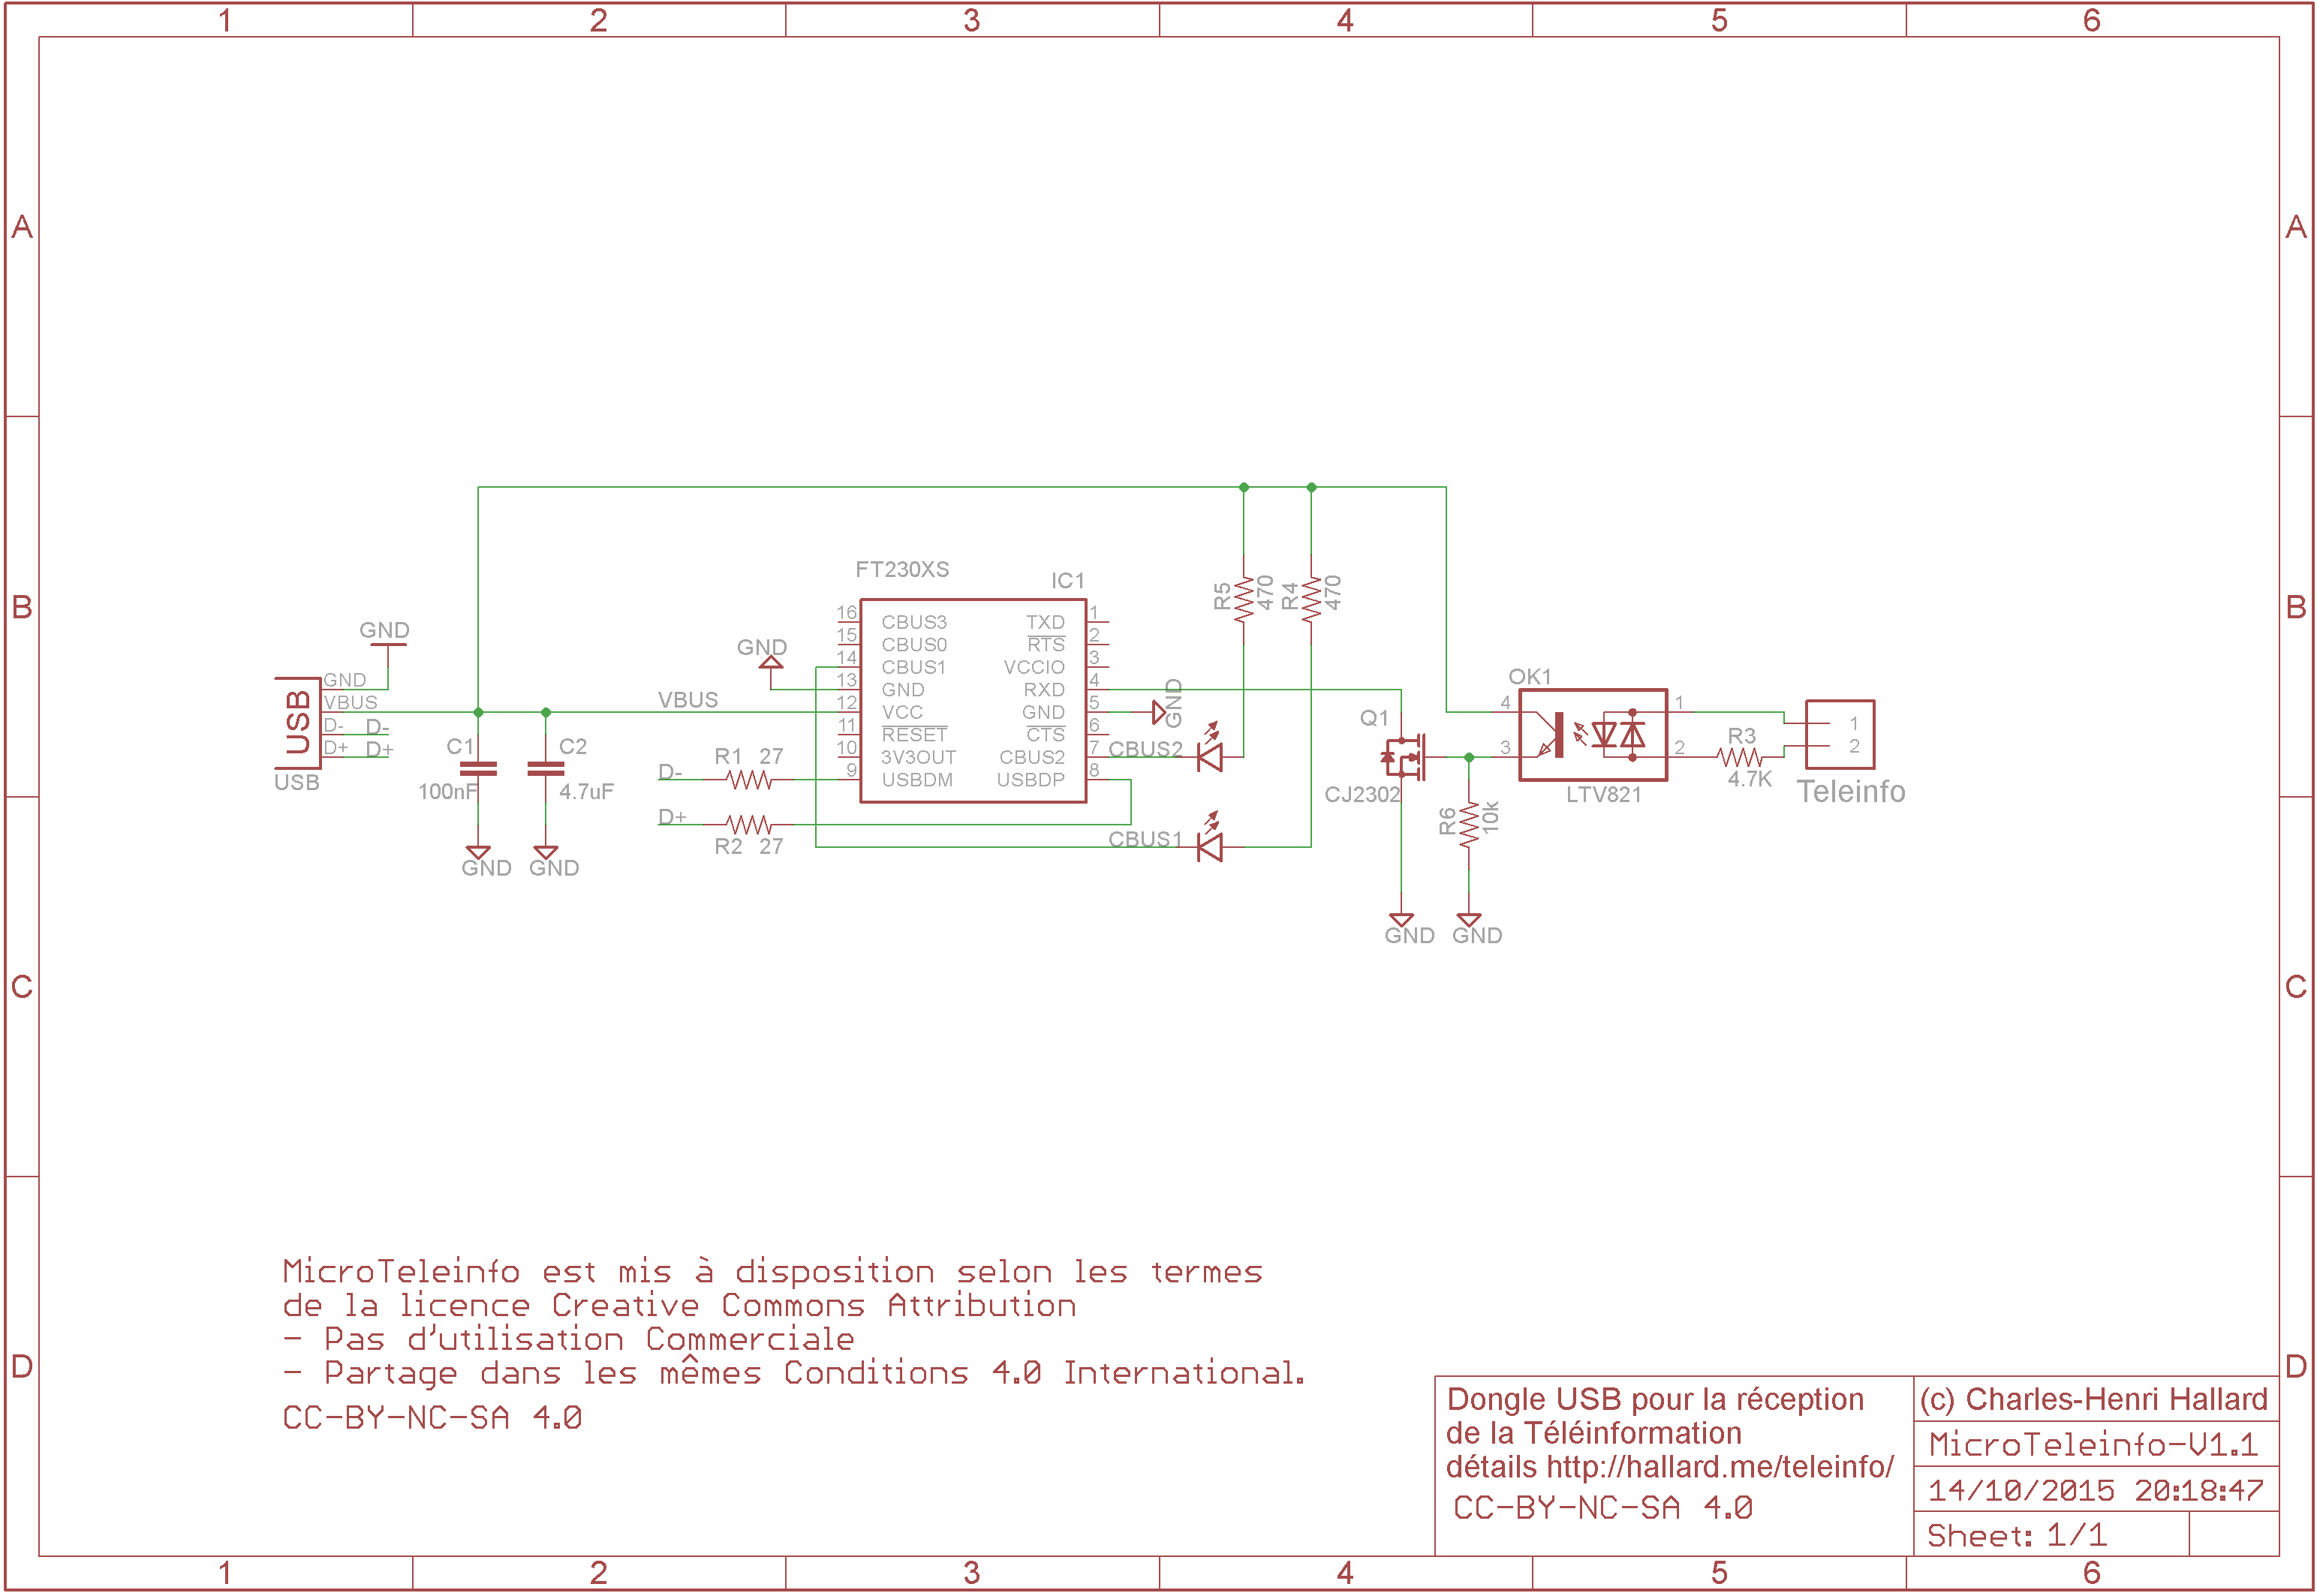 1 2 3 4 5 6
A A
B B
C C
D D
FT230XS
IC1
R5 470 R4 470
16 CBUS3 TXD 1
15 CBUS0 RTS 2
14 CBUS1 VCCIO 3
13 GND RXD 4
12 VCC GND 5
11 RESET CTS 6
10 3V3OUT CBUS2 7
9 USBDM USBDP 8
GND
GND
GND
USB
GND
VBUS
D- D-
D+ D+
USB
VBUS
C1
100nF
C2
4.7uF
GND GND
D- R1 27
D+
R2 27
CBUS2
CBUS1
Q1
CJ2302
R6 10k
GND GND
OK1
4 1
3 2
LTV821
R3
4.7K
1
2
Teleinfo
MicroTeleinfo est mis à disposition selon les termes
de la licence Creative Commons Attribution
- Pas d'utilisation Commerciale
- Partage dans les mêmes Conditions 4.0 International.
CC-BY-NC-SA 4.0
Dongle USB pour la réception
de la Téléinformation
détails http://hallard.me/teleinfo/
CC-BY-NC-SA 4.0
(c) Charles-Henri Hallard
MicroTeleinfo-V1.1
14/10/2015 20:18:47
Sheet: 1/1
1 2 3 4 5 6